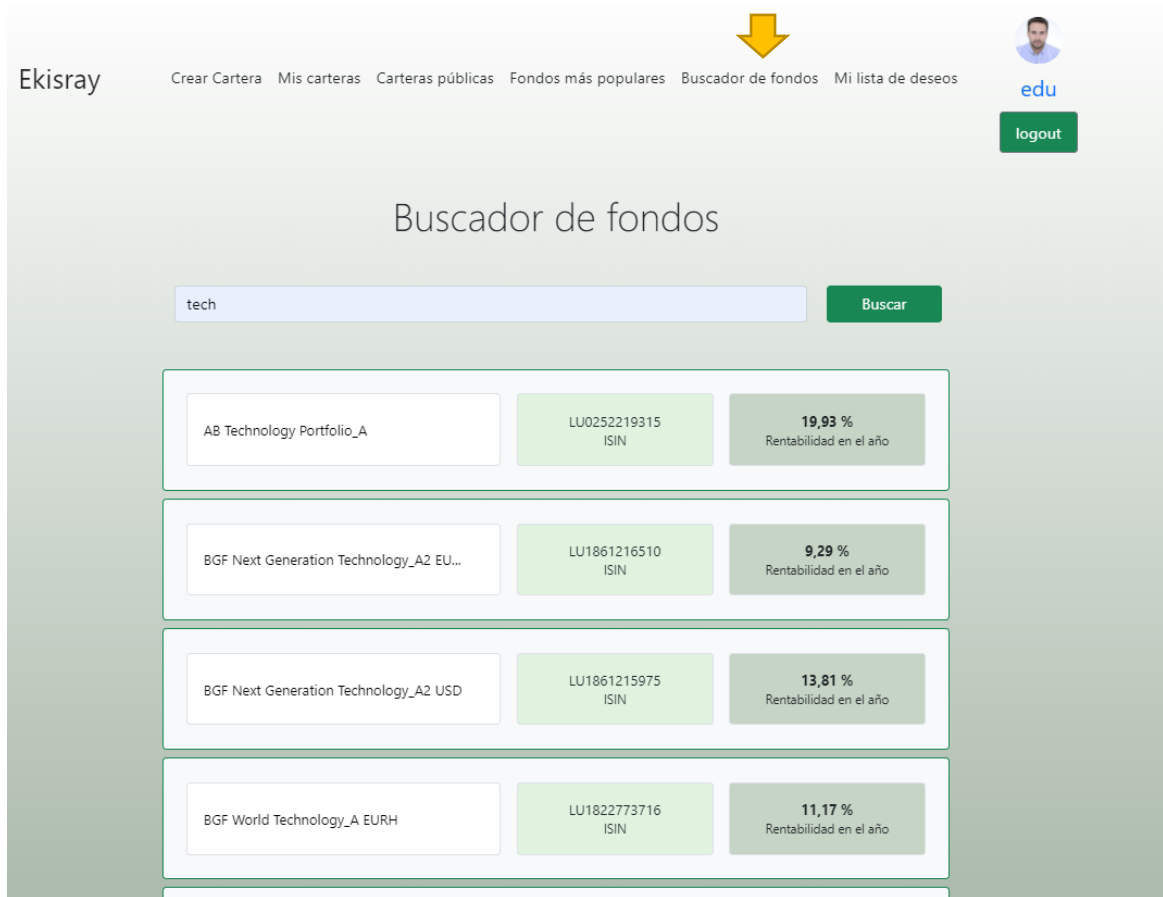 Ekisray
Crear Cartera Mis carteras Carteras públicas Fondos más populares Buscador de fondos Mi lista de deseos
edu
logout
Buscador de fondos
tech
Buscar
AB Technology Portfolio_A
LU0252219315
ISIN
19,93 %
Rentabilidad en el año
BGF Next Generation Technology_A2 EU...
LU1861216510
ISIN
9,29 %
Rentabilidad en el año
BGF Next Generation Technology_A2 USD
LU1861215975
ISIN
13,81 %
Rentabilidad en el año
BGF World Technology_A EURH
LU1822773716
ISIN
11,17 %
Rentabilidad en el año